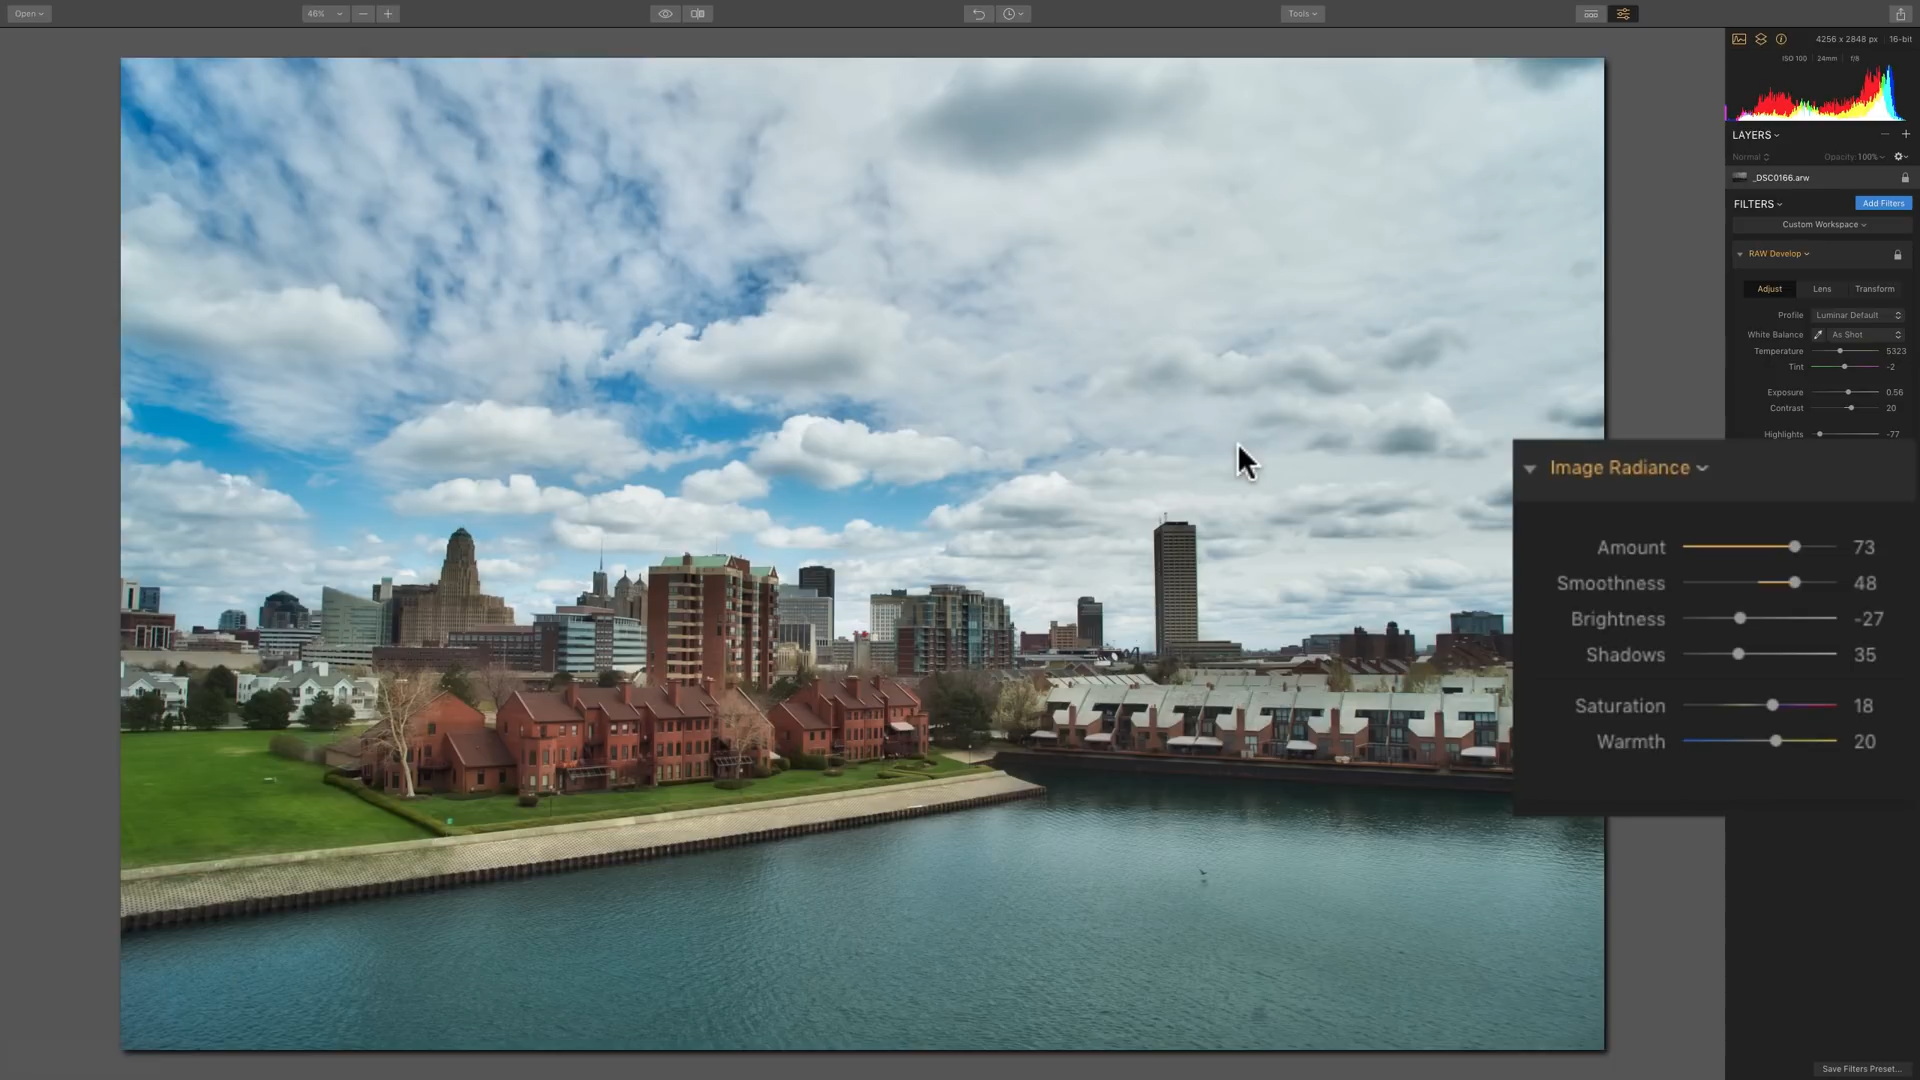 Open
46%
Tools
4256 x 2848 px 16-bit
ISO 100 24mm f/8
LAYERS
Normal Opacity: 100%
_DSC0166.arw
FILTERS Add Filters
Custom Workspace
RAW Develop
Adjust Lens Transform
Profile Luminar Default
White Balance As Shot
Temperature 5323
Tint -2
Exposure 0.56
Contrast 20
Highlights -77
Image Radiance
Amount 73
Smoothness 48
Brightness -27
Shadows 35
Saturation 18
Warmth 20
Save Filters Preset...